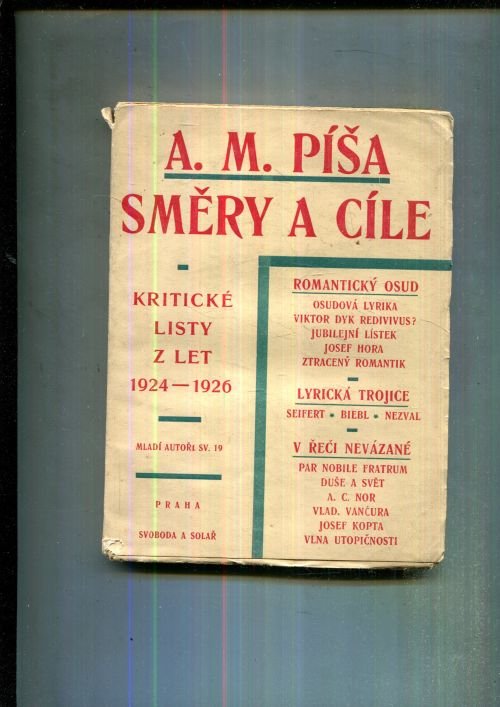 A. M. PÍŠA
SMĚRY A CÍLE
KRITICKÉ
LISTY
Z LET
1924—1926
MLADÍ AUTOŘI SV. 19
PRAHA
SVOBODA A SOLAŘ
ROMANTICKÝ OSUD
OSUDOVÁ LYRIKA
VIKTOR DYK REDIVIVUS?
JUBILEJNÍ LÍSTEK
JOSEF HORA
ZTRACENÝ ROMANTIK
LYRICKÁ TROJICE
SEIFERT * BIEBL * NEZVAL
V ŘEČI NEVÁZANÉ
PAR NOBILE FRATRUM
DUŠE A SVĚT
A. C. NOR
VLAD. VANČURA
JOSEF KOPTA
VLNA UTOPIČNOSTI